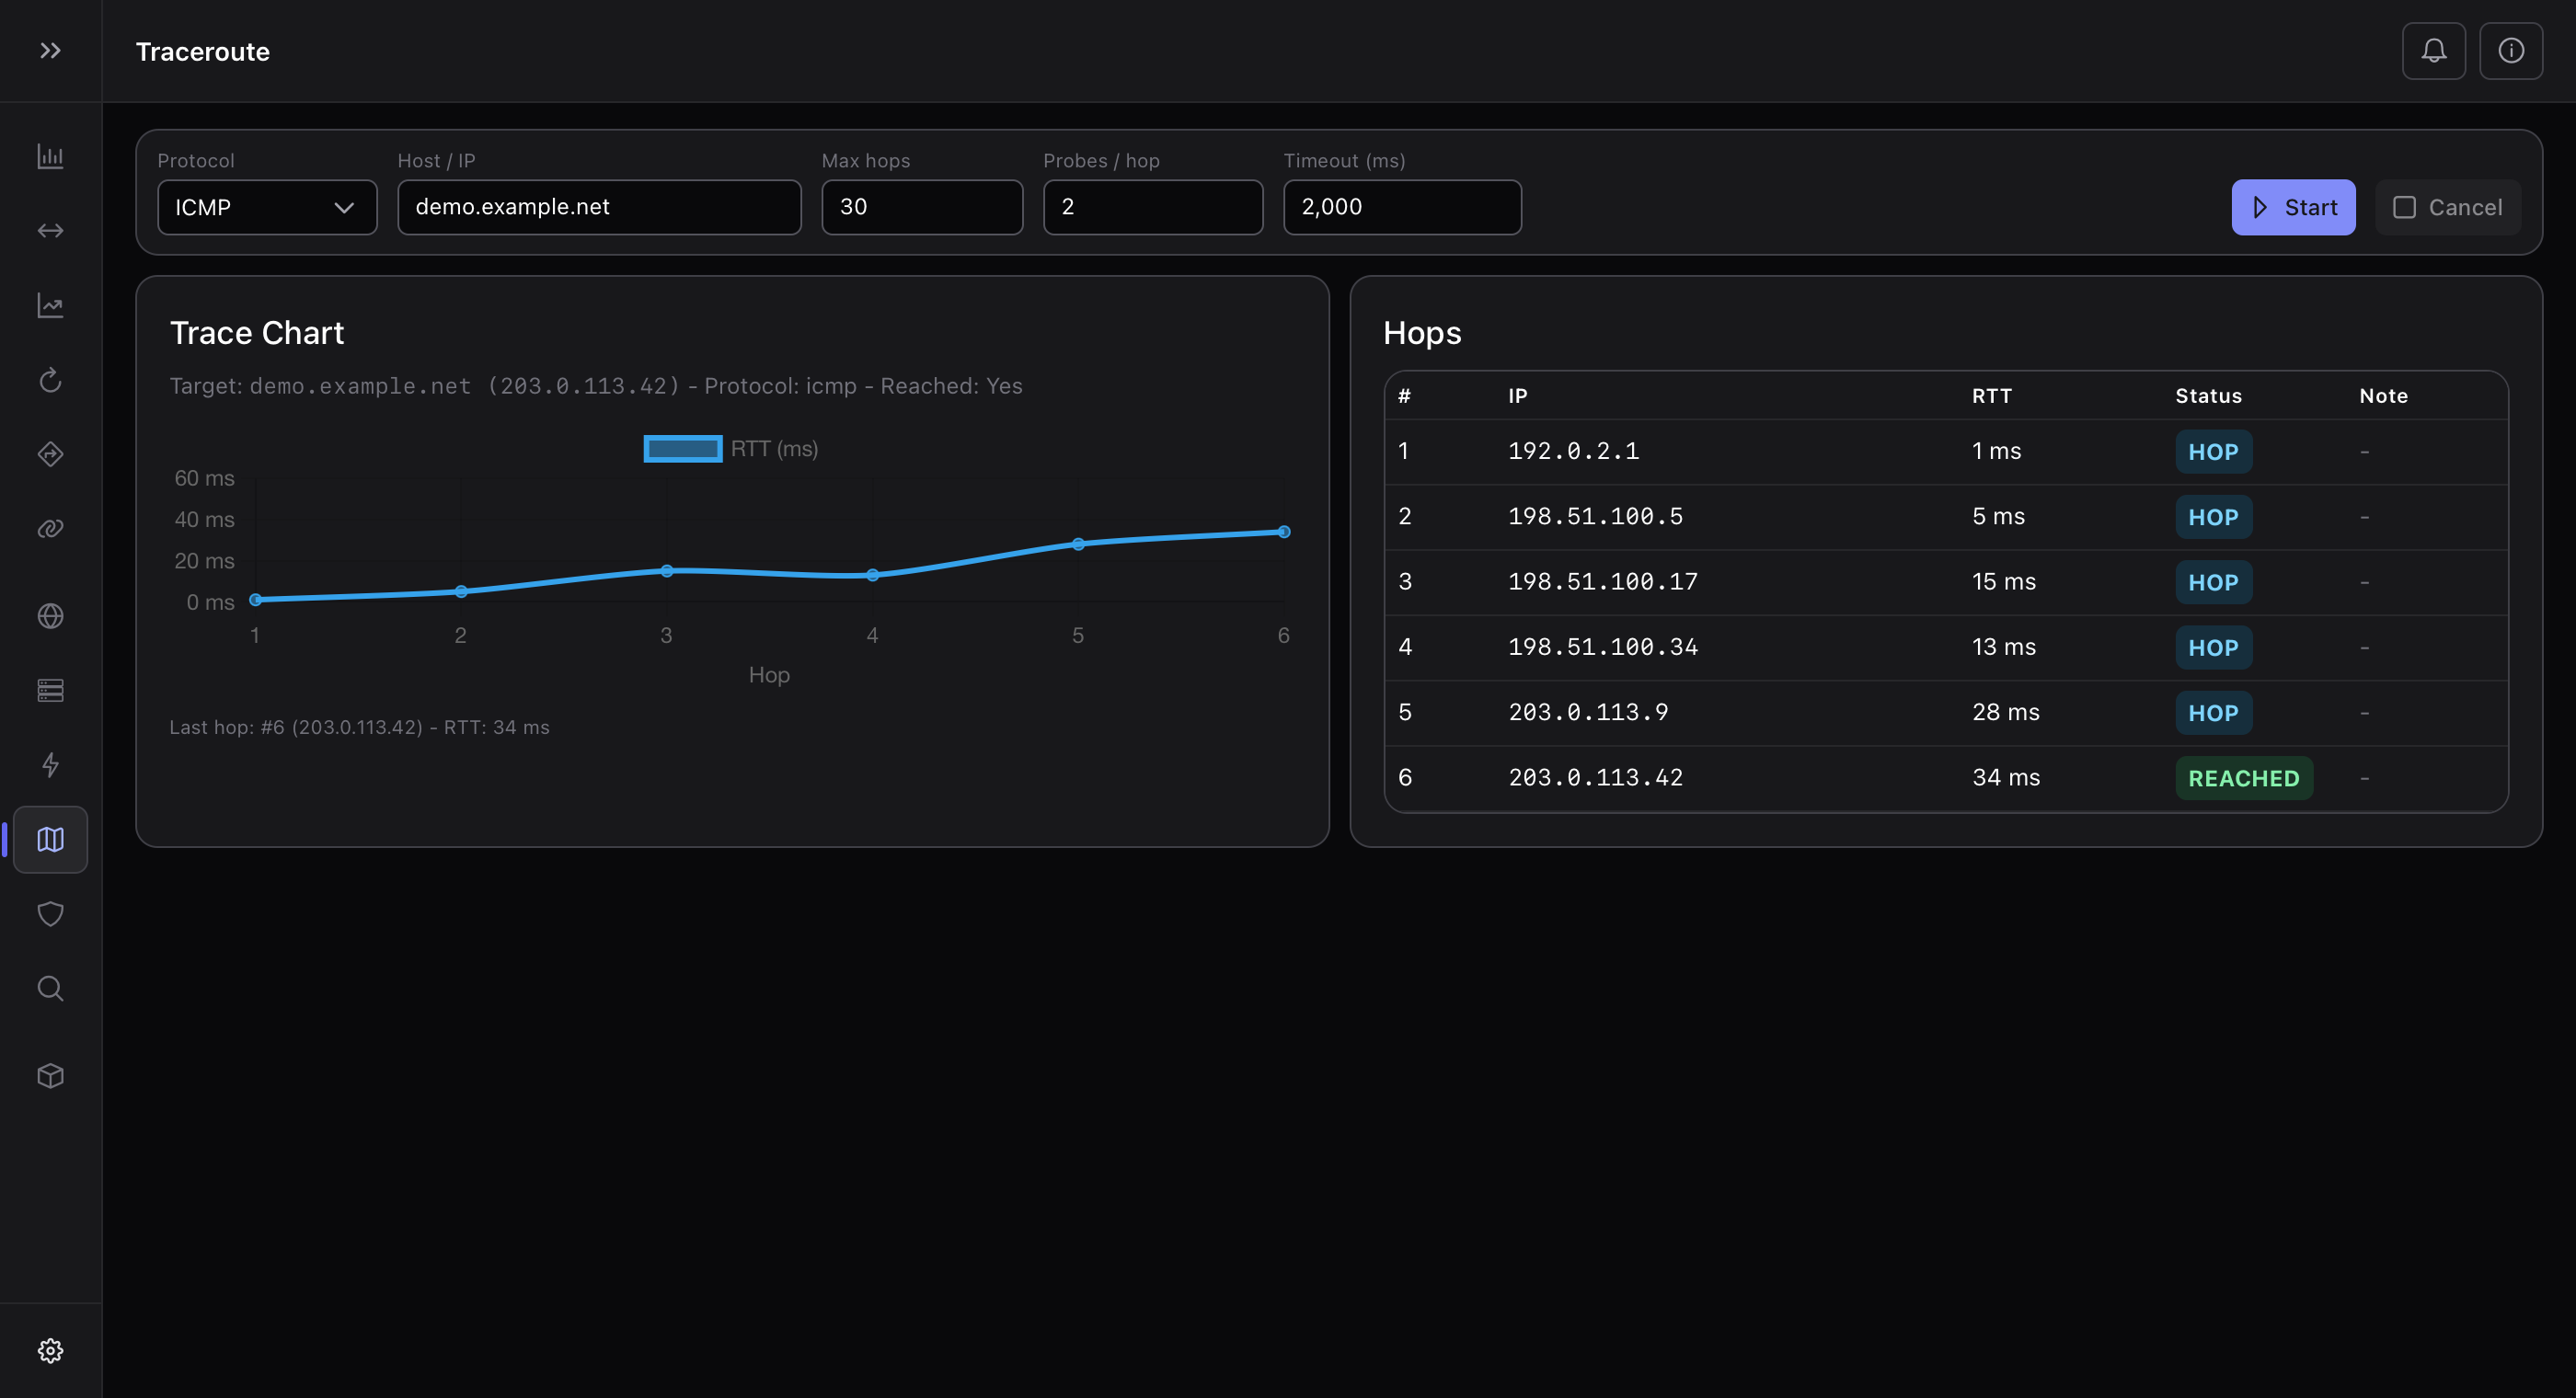 Traceroute
Protocol
Host / IP
Max hops
Probes / hop
Timeout (ms)
ICMP
demo.example.net
30
2
2,000
Start
Cancel
Trace Chart
Target: demo.example.net (203.0.113.42) - Protocol: icmp - Reached: Yes
RTT (ms)
60 ms
40 ms
20 ms
0 ms
1 2 3 4 5 6
Hop
Last hop: #6 (203.0.113.42) - RTT: 34 ms
Hops
# IP RTT Status Note
1 192.0.2.1 1 ms HOP -
2 198.51.100.5 5 ms HOP -
3 198.51.100.17 15 ms HOP -
4 198.51.100.34 13 ms HOP -
5 203.0.113.9 28 ms HOP -
6 203.0.113.42 34 ms REACHED -